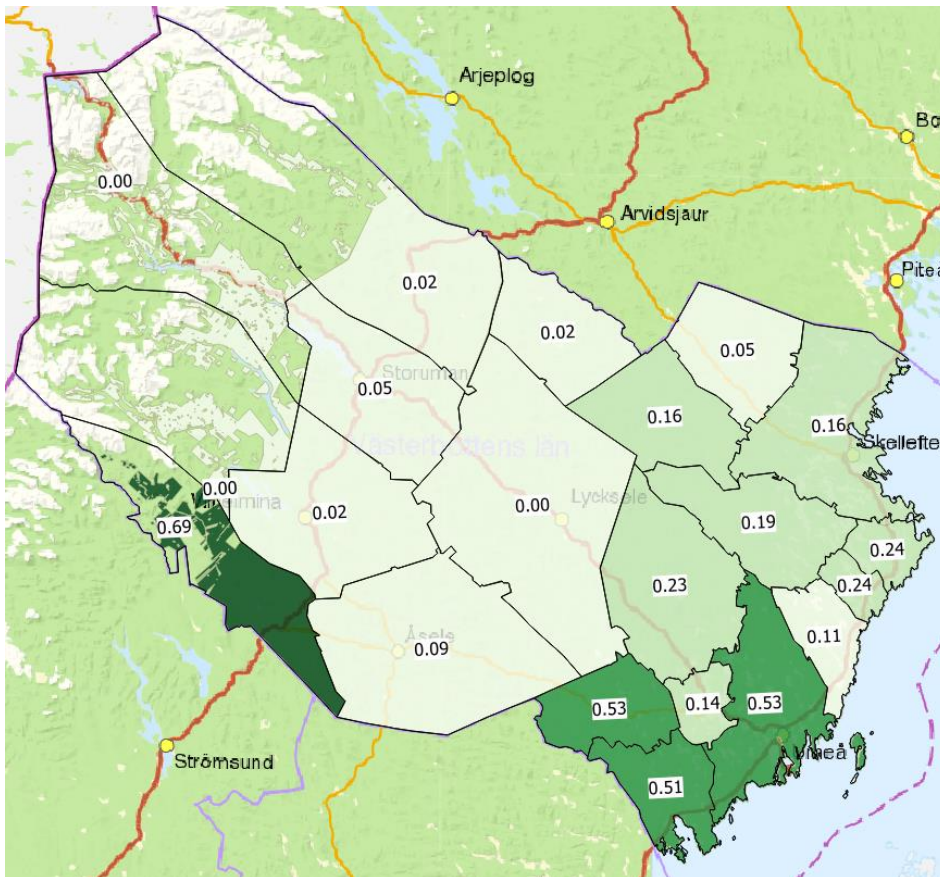 Arjeplog
Bo
0.00
Arvidsjaur
Piteå
0.02
0.02
0.05
Storuman
0.05
0.16
0.16
Skellefte
Västerbottens län
0.00
Vilhelmina
0.02
0.00
Lycksele
0.69
0.19
0.24
0.23
0.24
0.11
Åsele
0.09
0.53
0.14
0.53
Umeå
Strömsund
0.51